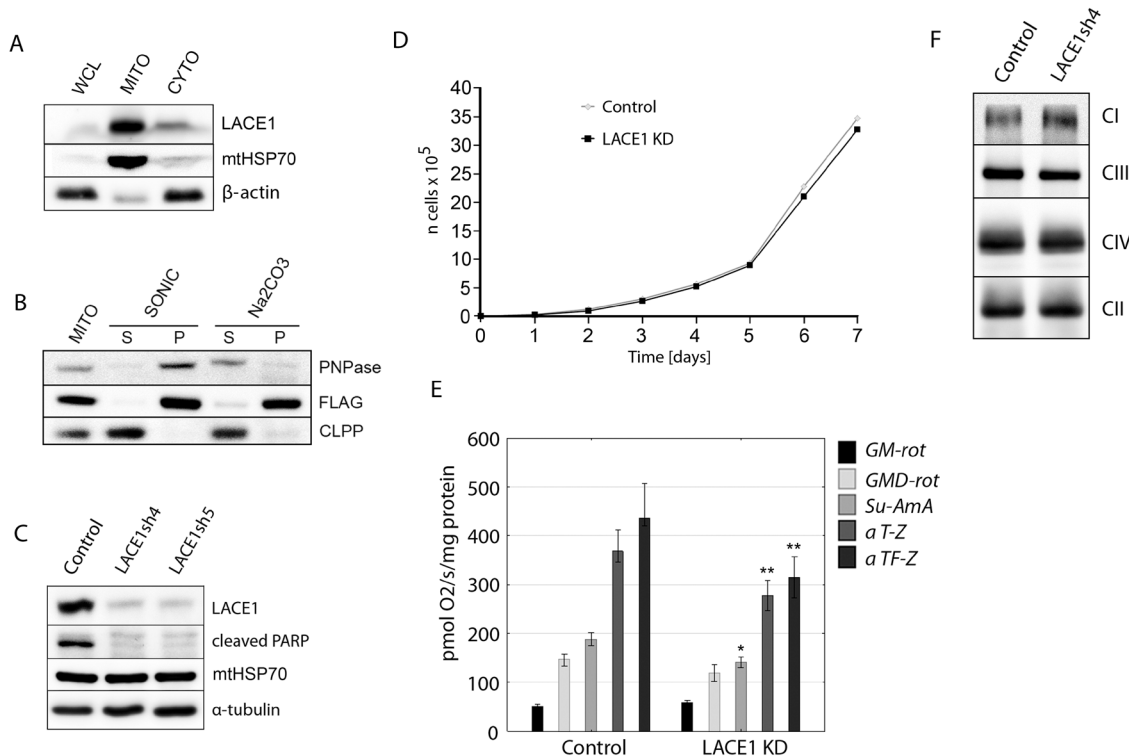 A
WCL MITO CYTO
LACE1
mtHSP70
β-actin
B
MITO SONIC Na2CO3
S P S P
PNPase
FLAG
CLPP
C
Control LACE1sh4 LACE1sh5
LACE1
cleaved PARP
mtHSP70
α-tubulin
D
n cells x 10⁵
40
35
30
25
20
15
10
5
0
0 1 2 3 4 5 6 7
Time [days]
Control
LACE1 KD
E
pmol O2/s/mg protein
600
500
400
300
200
100
0
* ** **
Control LACE1 KD
GM-rot
GMD-rot
Su-AmA
a T-Z
a TF-Z
F
Control LACE1sh4
CI
CIII
CIV
CII